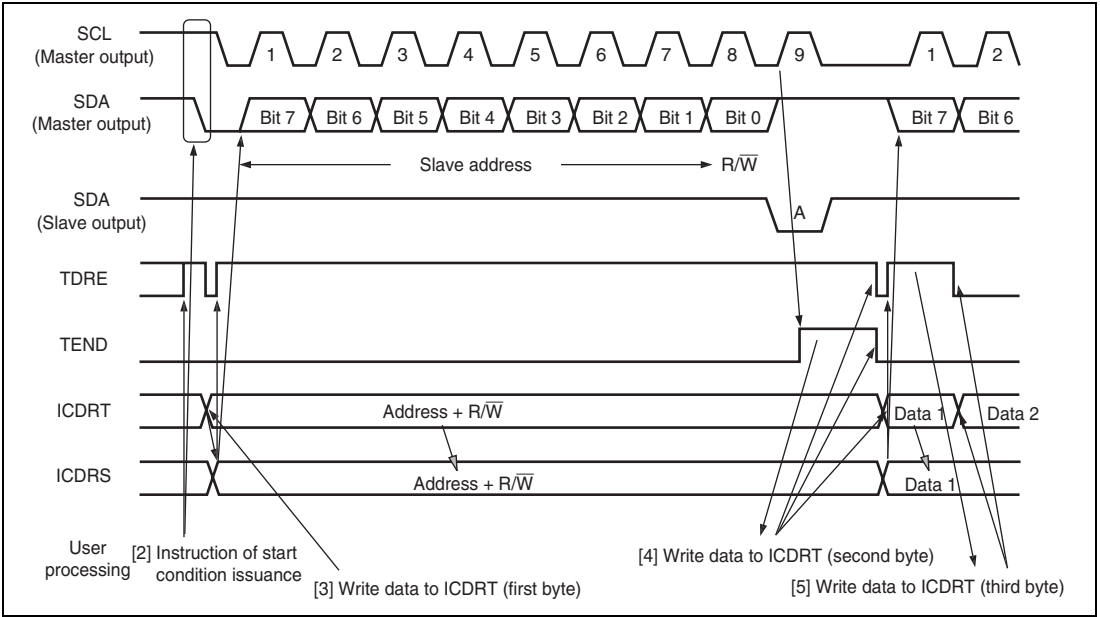 SCL
(Master output)
1 2 3 4 5 6 7 8 9 1 2
SDA
(Master output)
Bit 7 Bit 6 Bit 5 Bit 4 Bit 3 Bit 2 Bit 1 Bit 0 Bit 7 Bit 6
Slave address R/W̅
SDA
(Slave output)
A
TDRE
TEND
ICDRT
Address + R/W̅ Data 1 Data 2
ICDRS
Address + R/W̅ Data 1
User
processing
[2] Instruction of start
condition issuance
[3] Write data to ICDRT (first byte)
[4] Write data to ICDRT (second byte)
[5] Write data to ICDRT (third byte)